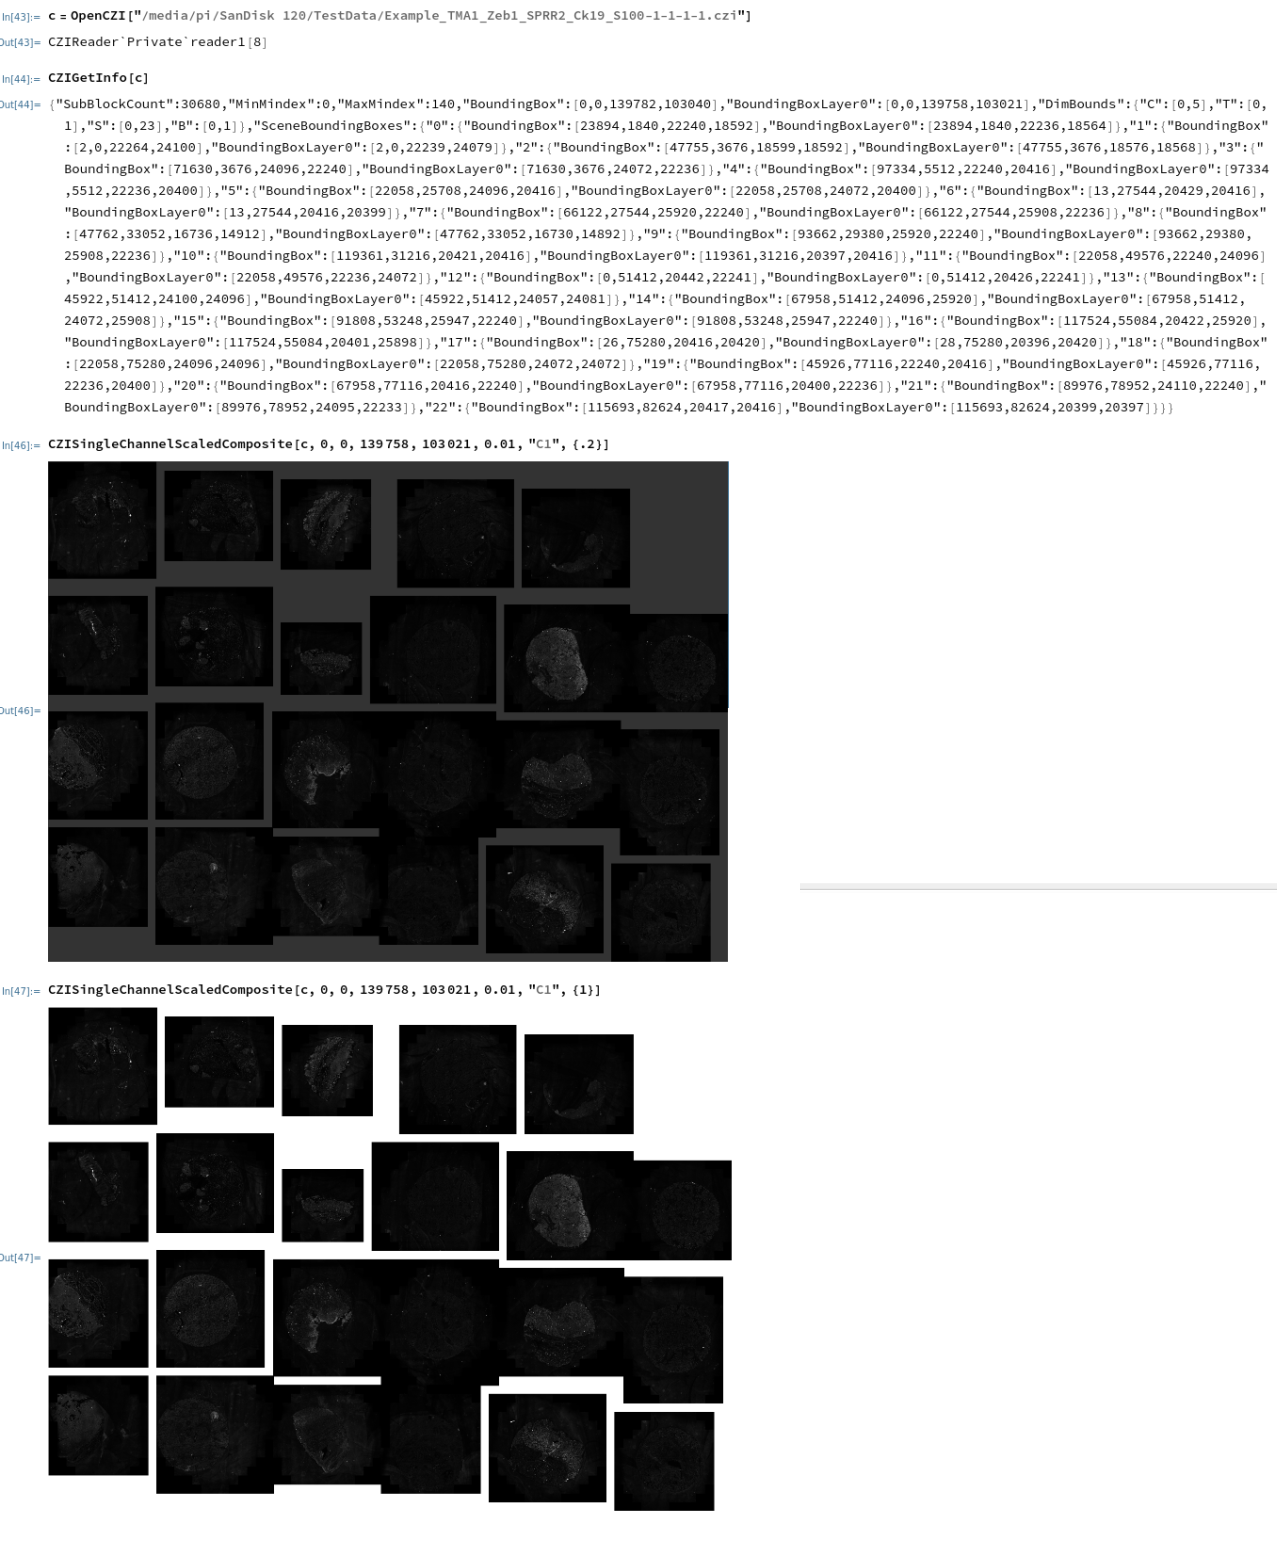 In[43]:= c = OpenCZI["/media/pi/SanDisk 120/TestData/Example_TMA1_Zeb1_SPRR2_Ck19_S100-1-1-1-1.czi"]
Out[43]= CZIReader`Private`reader1[8]
In[44]:= CZIGetInfo[c]
Out[44]= {"SubBlockCount":30680,"MinMindex":0,"MaxMindex":140,"BoundingBox":[0,0,139782,103040],"BoundingBoxLayer0":[0,0,139758,103021],"DimBounds":{"C":[0,5],"T":[0,
1],"S":[0,23],"B":[0,1]},"SceneBoundingBoxes":{"0":{"BoundingBox":[23894,1840,22240,18592],"BoundingBoxLayer0":[23894,1840,22236,18564]},"1":{"BoundingBox"
:[2,0,22264,24100],"BoundingBoxLayer0":[2,0,22239,24079]},"2":{"BoundingBox":[47755,3676,18599,18592],"BoundingBoxLayer0":[47755,3676,18576,18568]},"3":{"
BoundingBox":[71630,3676,24096,22240],"BoundingBoxLayer0":[71630,3676,24072,22236]},"4":{"BoundingBox":[97334,5512,22240,20416],"BoundingBoxLayer0":[97334
,5512,22236,20400]},"5":{"BoundingBox":[22058,25708,24096,20416],"BoundingBoxLayer0":[22058,25708,24072,20400]},"6":{"BoundingBox":[13,27544,20429,20416],
"BoundingBoxLayer0":[13,27544,20416,20399]},"7":{"BoundingBox":[66122,27544,25920,22240],"BoundingBoxLayer0":[66122,27544,25908,22236]},"8":{"BoundingBox"
:[47762,33052,16736,14912],"BoundingBoxLayer0":[47762,33052,16730,14892]},"9":{"BoundingBox":[93662,29380,25920,22240],"BoundingBoxLayer0":[93662,29380,
25908,22236]},"10":{"BoundingBox":[119361,31216,20421,20416],"BoundingBoxLayer0":[119361,31216,20397,20416]},"11":{"BoundingBox":[22058,49576,22240,24096]
,"BoundingBoxLayer0":[22058,49576,22236,24072]},"12":{"BoundingBox":[0,51412,20442,22241],"BoundingBoxLayer0":[0,51412,20426,22241]},"13":{"BoundingBox":[
45922,51412,24100,24096],"BoundingBoxLayer0":[45922,51412,24057,24081]},"14":{"BoundingBox":[67958,51412,24096,25920],"BoundingBoxLayer0":[67958,51412,
24072,25908]},"15":{"BoundingBox":[91808,53248,25947,22240],"BoundingBoxLayer0":[91808,53248,25947,22240]},"16":{"BoundingBox":[117524,55084,20422,25920],
"BoundingBoxLayer0":[117524,55084,20401,25898]},"17":{"BoundingBox":[26,75280,20416,20420],"BoundingBoxLayer0":[28,75280,20396,20420]},"18":{"BoundingBox"
:[22058,75280,24096,24096],"BoundingBoxLayer0":[22058,75280,24072,24072]},"19":{"BoundingBox":[45926,77116,22240,20416],"BoundingBoxLayer0":[45926,77116,
22236,20400]},"20":{"BoundingBox":[67958,77116,20416,22240],"BoundingBoxLayer0":[67958,77116,20400,22236]},"21":{"BoundingBox":[89976,78952,24110,22240],"
BoundingBoxLayer0":[89976,78952,24095,22233]},"22":{"BoundingBox":[115693,82624,20417,20416],"BoundingBoxLayer0":[115693,82624,20399,20397]}}}
In[46]:= CZISingleChannelScaledComposite[c, 0, 0, 139758, 103021, 0.01, "C1", {.2}]
Out[46]=
In[47]:= CZISingleChannelScaledComposite[c, 0, 0, 139758, 103021, 0.01, "C1", {1}]
Out[47]=